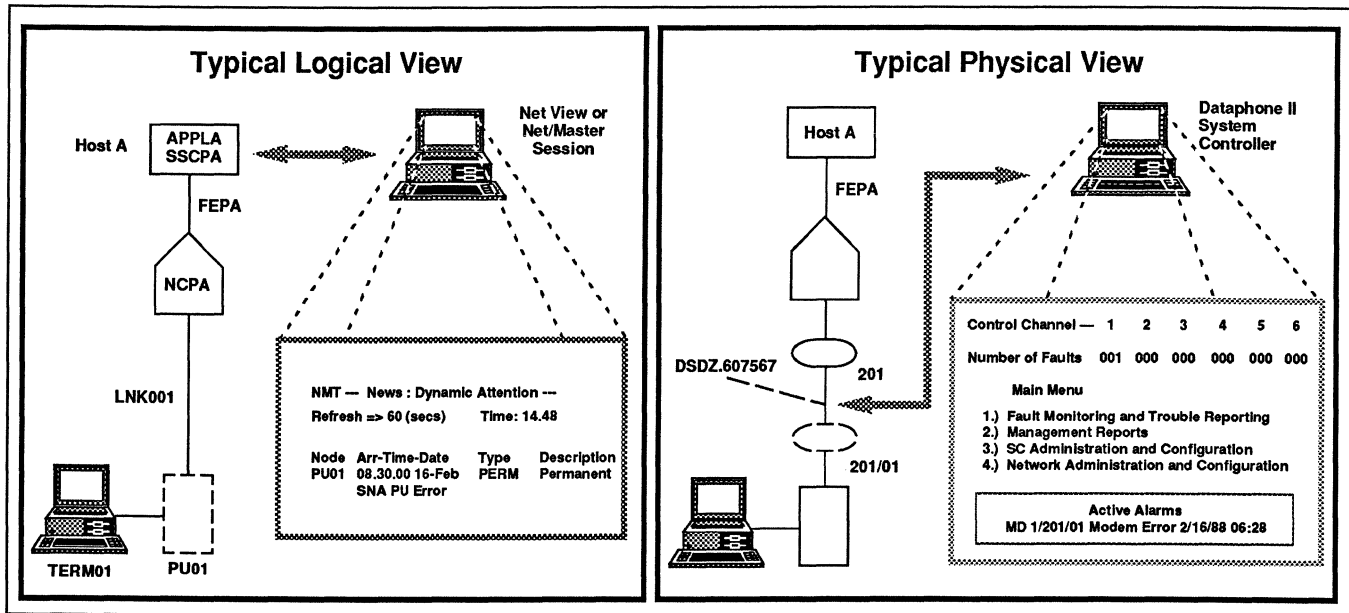 Typical Logical View
Host A
APPLA
SSCPA
Net View or
Net/Master
Session
FEPA
NCPA
LNK001
TERM01
PU01
NMT --- News : Dynamic Attention ---
Refresh => 60 (secs) Time: 14.48
Node Arr-Time-Date Type Description
PU01 08.30.00 16-Feb PERM Permanent
SNA PU Error
Typical Physical View
Host A
Dataphone II
System
Controller
FEPA
DSDZ.607567
201
201/01
Control Channel — 1 2 3 4 5 6
Number of Faults 001 000 000 000 000 000
Main Menu
1.) Fault Monitoring and Trouble Reporting
2.) Management Reports
3.) SC Administration and Configuration
4.) Network Administration and Configuration
Active Alarms
MD 1/201/01 Modem Error 2/16/88 06:28